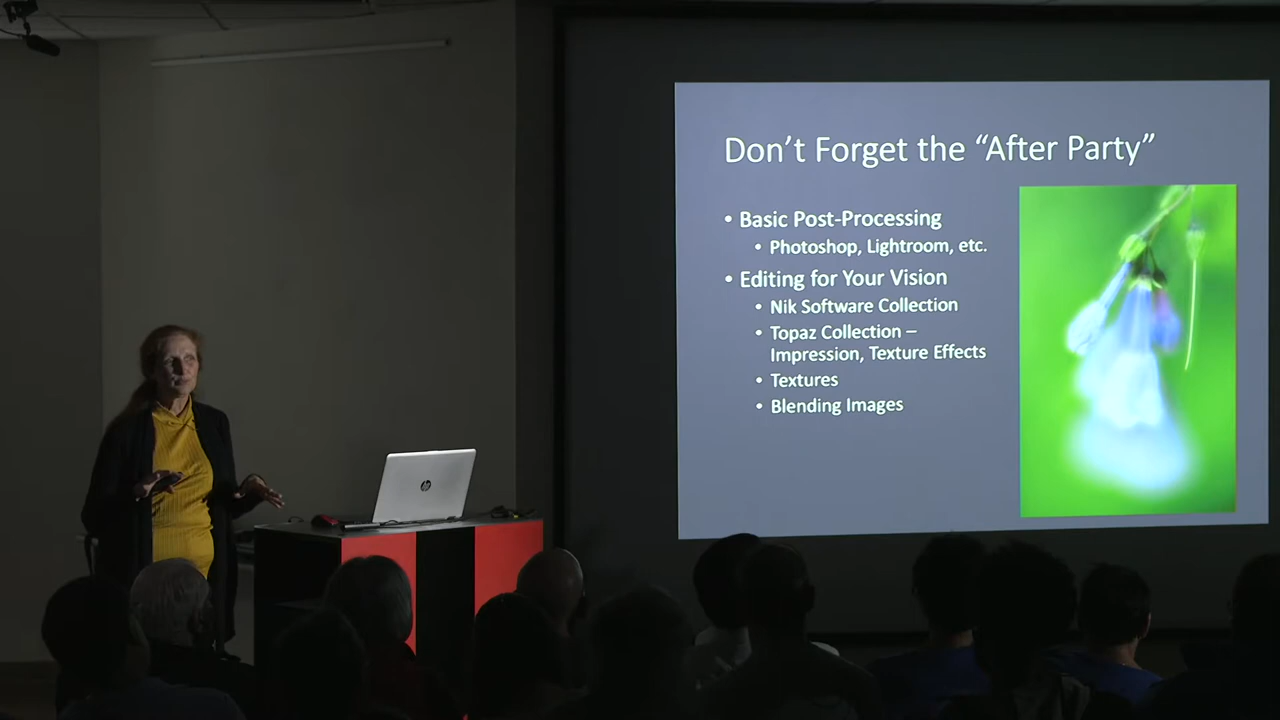 Don't Forget the “After Party”
• Basic Post-Processing
• Photoshop, Lightroom, etc.
• Editing for Your Vision
• Nik Software Collection
• Topaz Collection –
Impression, Texture Effects
• Textures
• Blending Images
hp